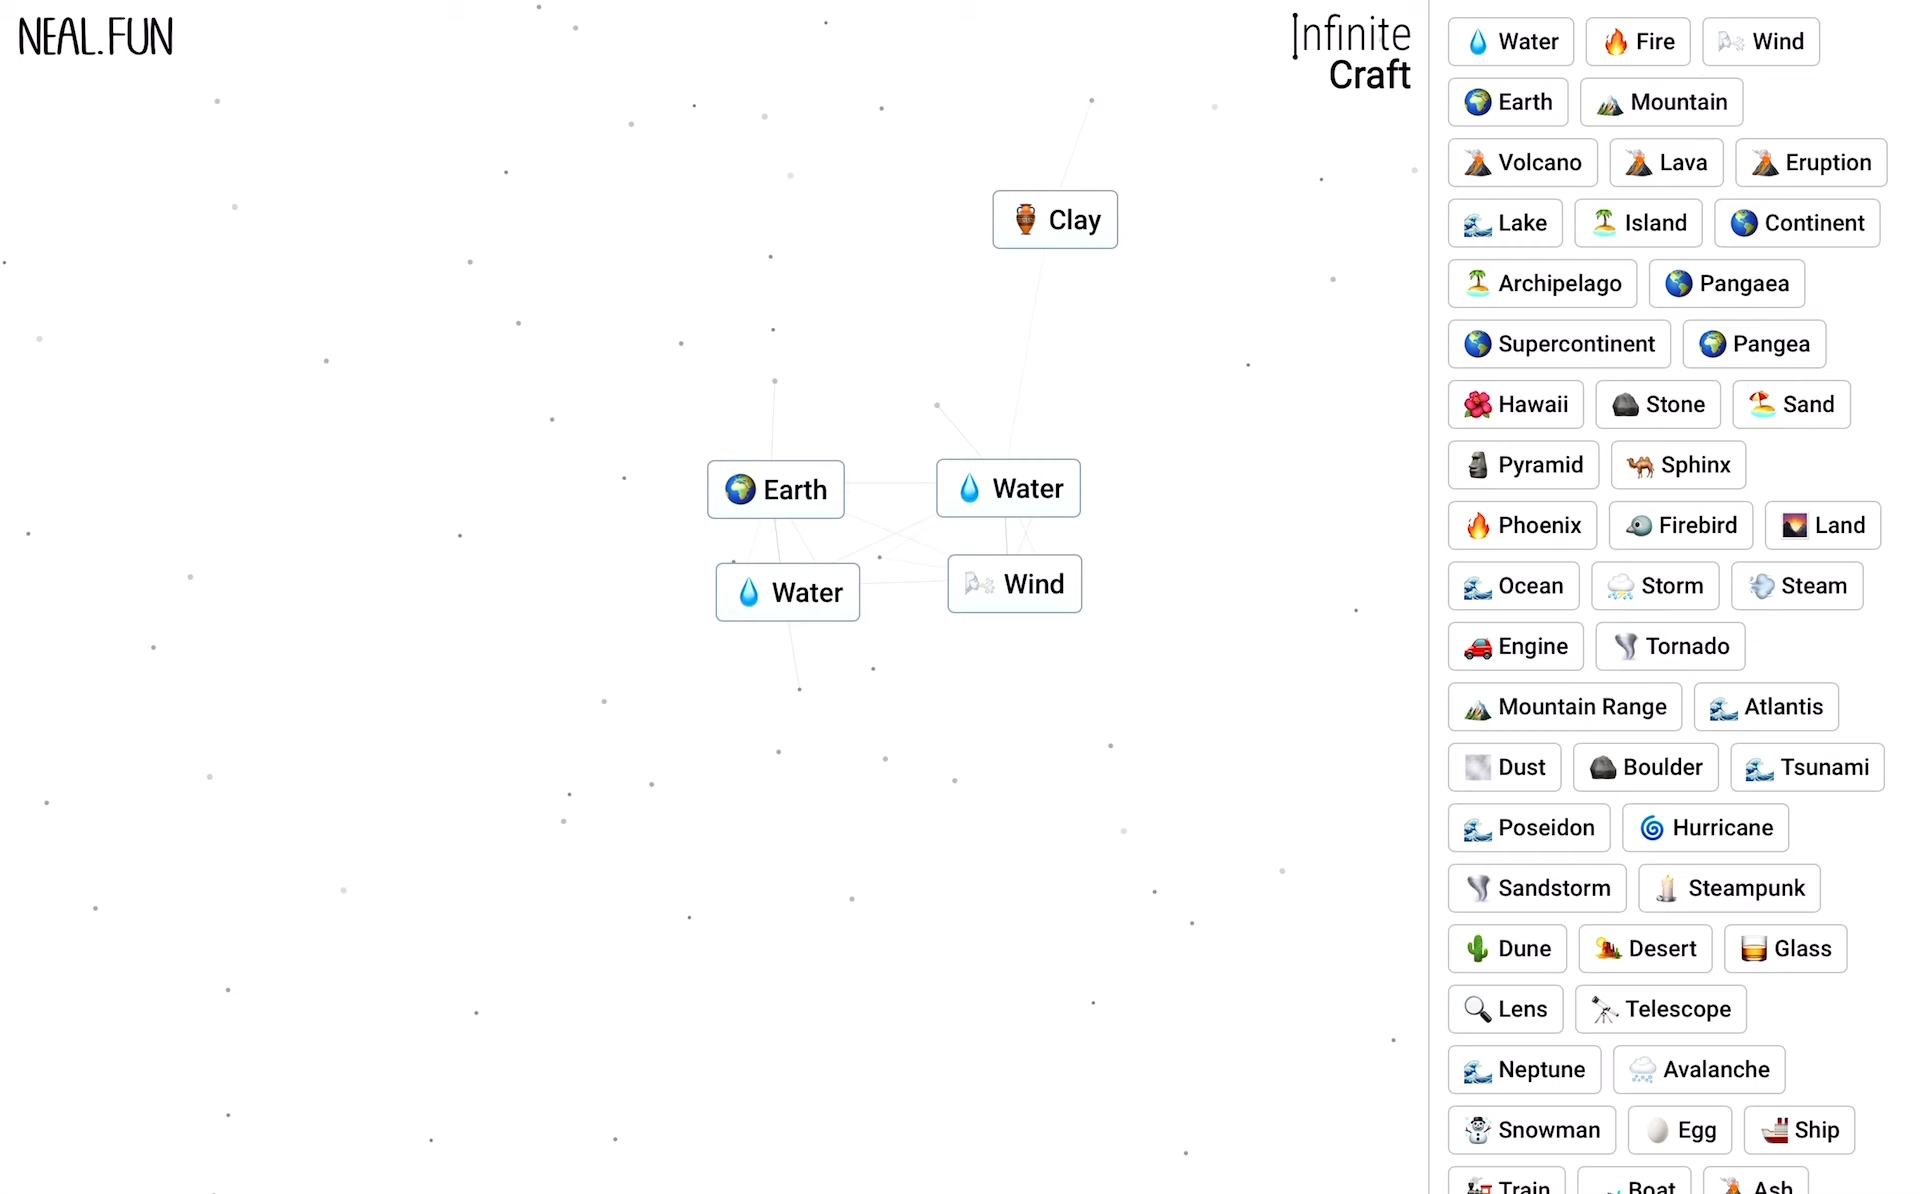 NEAL.FUN
Infinite
Craft
Clay
Earth
Water
Water
Wind
Water Fire Wind
Earth Mountain
Volcano Lava Eruption
Lake Island Continent
Archipelago Pangaea
Supercontinent Pangea
Hawaii Stone Sand
Pyramid Sphinx
Phoenix Firebird Land
Ocean Storm Steam
Engine Tornado
Mountain Range Atlantis
Dust Boulder Tsunami
Poseidon Hurricane
Sandstorm Steampunk
Dune Desert Glass
Lens Telescope
Neptune Avalanche
Snowman Egg Ship
Train Boat Ash